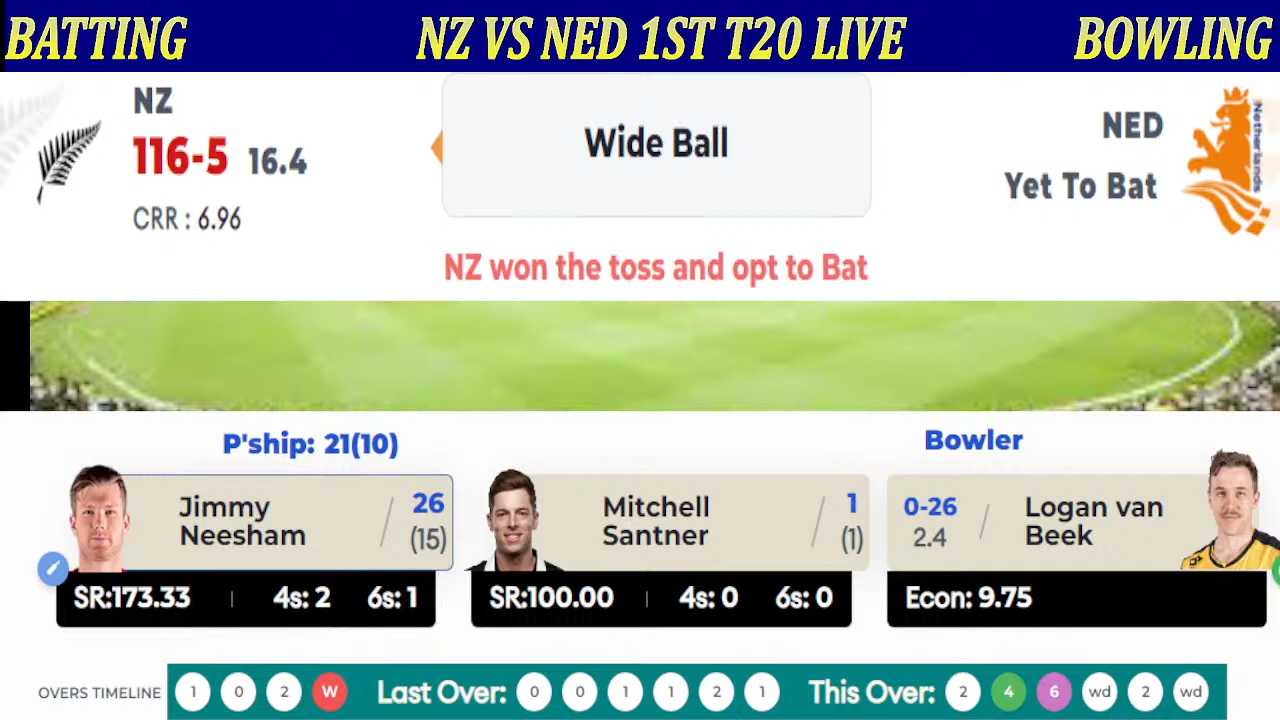 BATTING
NZ VS NED 1ST T20 LIVE
BOWLING
NZ
116-5 16.4
CRR : 6.96
Wide Ball
NED
Yet To Bat
Netherlands
NZ won the toss and opt to Bat
P'ship: 21(10)
Bowler
Jimmy Neesham / 26 (15)
SR:173.33 | 4s: 2 6s: 1
Mitchell Santner / 1 (1)
SR:100.00 | 4s: 0 6s: 0
0-26 2.4 / Logan van Beek
Econ: 9.75
OVERS TIMELINE 1 0 2 W Last Over: 0 0 1 1 2 1 This Over: 2 4 6 wd 2 wd